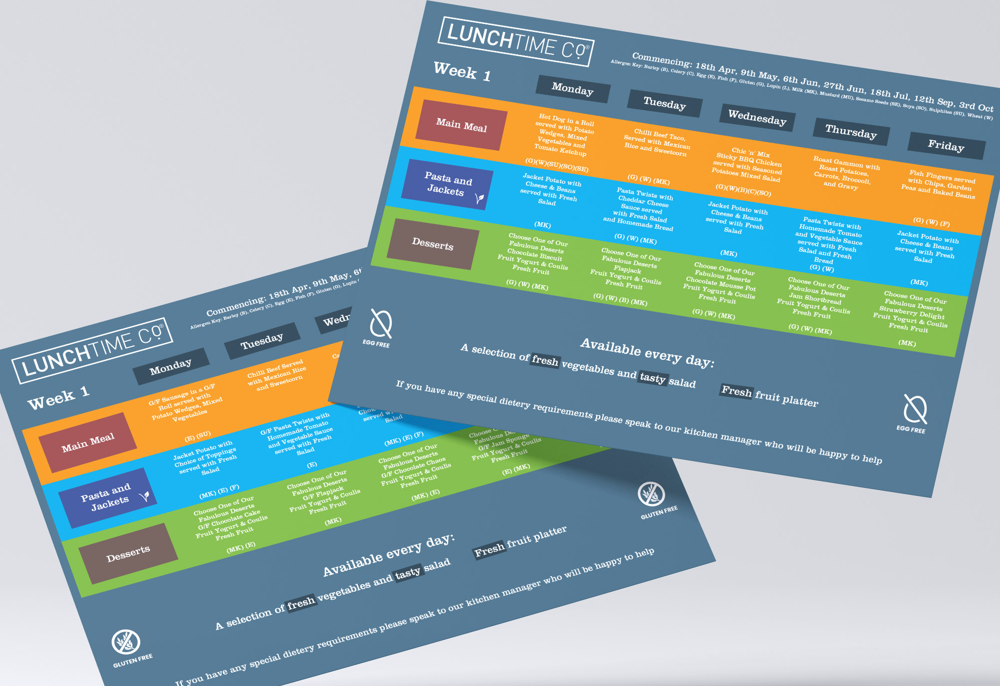 LUNCHTIME CO®
Commencing: 18th Apr, 9th May, 6th Jun, 27th Jun, 18th Jul, 12th Sep, 3rd Oct
Allergen Key: Barley (B), Celery (C), Egg (E), Fish (F), Gluten (G), Lupin (L), Milk (MK), Mustard (MU), Sesame Seeds (SE), Soya (SO), Sulphites (SU), Wheat (W)
Week 1
Monday
Tuesday
Wednesday
Thursday
Friday
Main Meal
Hot Dog in a Roll
served with Potato
Wedges, Mixed
Vegetables and
Tomato Ketchup
(G)(W)(SU)(SO)(SE)
Chilli Beef Taco,
Served with Mexican
Rice and Sweetcorn
(G) (W) (MK)
Chic 'n' Mix
Sticky BBQ Chicken
served with Seasoned
Potatoes Mixed Salad
(G)(W)(B)(C)(SO)
Roast Gammon with
Roast Potatoes,
Carrots, Broccoli,
and Gravy
Fish Fingers served
with Chips, Garden
Peas and Baked Beans
(G) (W) (F)
Pasta and
Jackets
Jacket Potato with
Cheese & Beans
served with Fresh
Salad
(MK)
Pasta Twists with
Cheddar Cheese
Sauce served
with Fresh Salad
and Homemade Bread
(G) (W) (MK)
Jacket Potato with
Cheese & Beans
served with Fresh
Salad
(MK)
Pasta Twists with
Homemade Tomato
and Vegetable Sauce
served with Fresh
Salad and Fresh
Bread
(G) (W)
Jacket Potato with
Cheese & Beans
served with Fresh
Salad
(MK)
Desserts
Choose One of Our
Fabulous Deserts
Chocolate Biscuit
Fruit Yogurt & Coulis
Fresh Fruit
(G) (W) (MK)
Choose One of Our
Fabulous Deserts
Flapjack
Fruit Yogurt & Coulis
Fresh Fruit
(G) (W) (B) (MK)
Choose One of Our
Fabulous Deserts
Chocolate Mousse Pot
Fruit Yogurt & Coulis
Fresh Fruit
(G) (W) (MK)
Choose One of Our
Fabulous Deserts
Jam Shortbread
Fruit Yogurt & Coulis
Fresh Fruit
(G) (W) (MK)
Choose One of Our
Fabulous Deserts
Strawberry Delight
Fruit Yogurt & Coulis
Fresh Fruit
(MK)
EGG FREE
Available every day:
A selection of fresh vegetables and tasty salad Fresh fruit platter
If you have any special dietery requirements please speak to our kitchen manager who will be happy to help
EGG FREE
LUNCHTIME CO®
Commencing: 18th Apr, 9th May,
Allergen Key: Barley (B), Celery (C), Egg (E), Fish (F), Gluten (G), Lupin
Week 1
Monday
Tuesday
Main Meal
G/F Sausage in a G/F
Roll served with
Potato Wedges, Mixed
Vegetables
(E) (SU)
Chilli Beef Served
with Mexican Rice
and Sweetcorn
Pasta and
Jackets
Jacket Potato with
Choice of Toppings
served with Fresh
Salad
(MK) (E) (F)
G/F Pasta Twists with
Homemade Tomato
and Vegetable Sauce
served with Fresh
Salad
(E)
served
Salad
(MK) (E) (F)
Desserts
Choose One of Our
Fabulous Deserts
G/F Chocolate Cake
Fruit Yogurt & Coulis
Fresh Fruit
(MK) (E)
Choose One of Our
Fabulous Deserts
G/F Flapjack
Fruit Yogurt & Coulis
Fresh Fruit
(MK)
Choose One of Our
Fabulous Deserts
G/F Chocolate Chaos
Fruit Yogurt & Coulis
Fresh Fruit
(MK) (E)
Choose
Fabulous
G/F Jam Sponge
Fruit Yogurt & Coulis
Fresh Fruit
(E) (MK)
GLUTEN FREE
Available every day:
A selection of fresh vegetables and tasty salad Fresh fruit platter
If you have any special dietery requirements please speak to our kitchen manager who will be happy to help
GLUTEN FREE